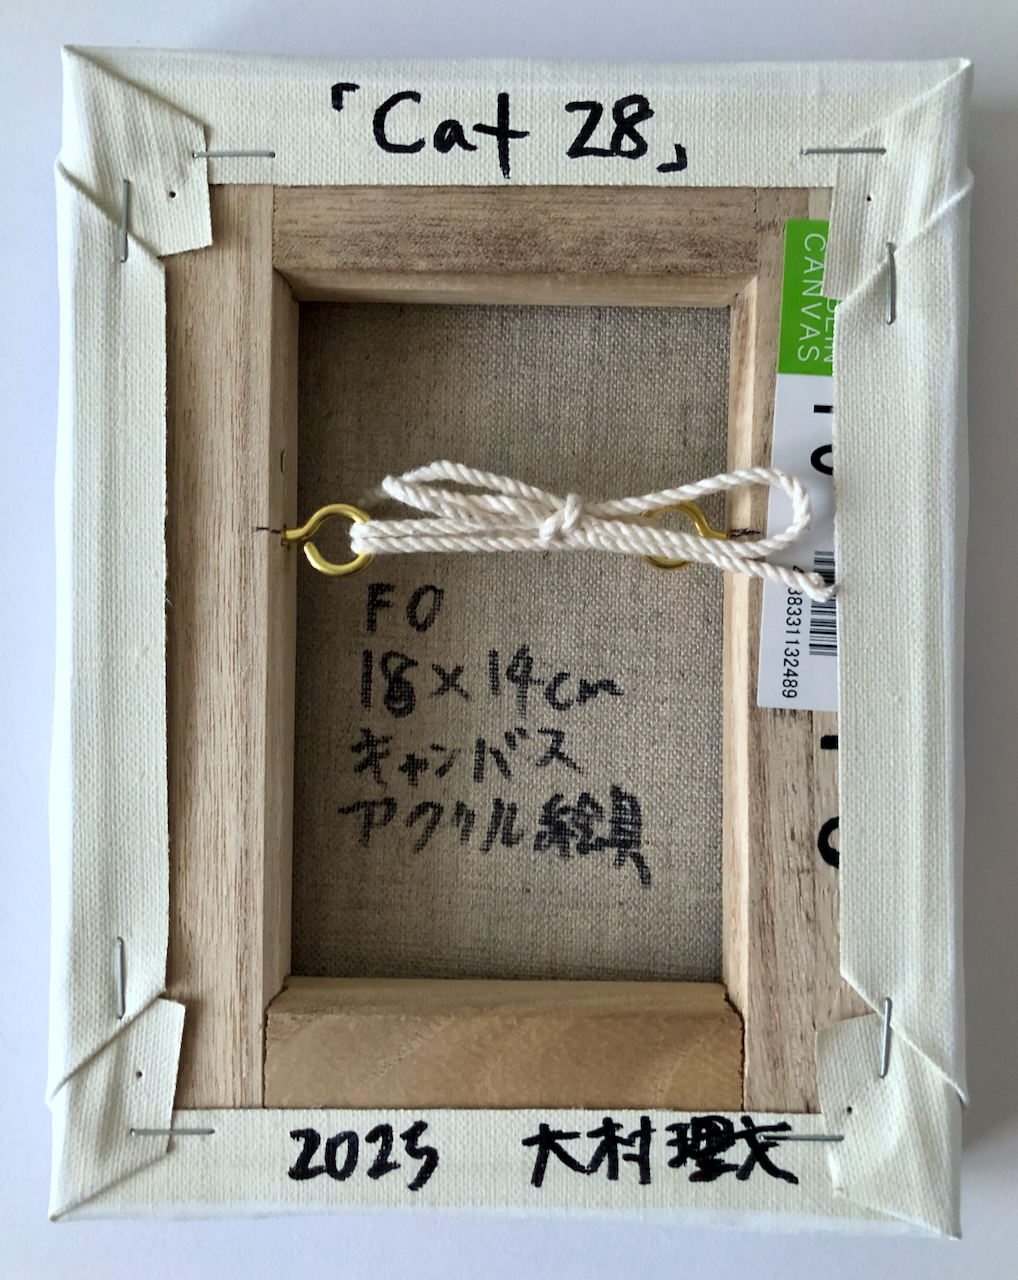 「Cat 28」
CANVAS
F0
18×14cm
キャンバス
アクリル絵具
2025 大村理文